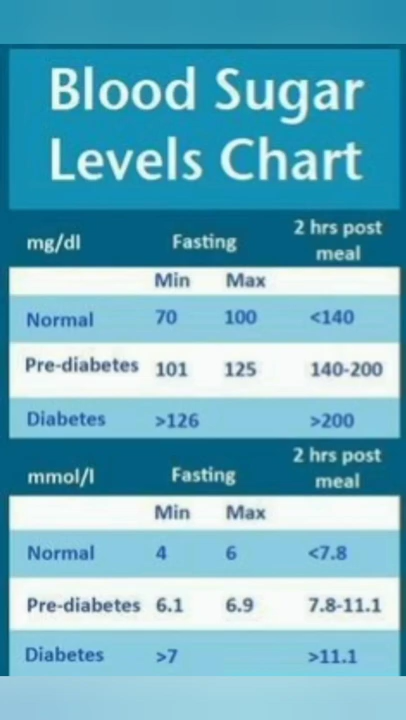 Blood Sugar
Levels Chart
mg/dl Fasting 2 hrs post meal
Min Max
Normal 70 100 <140
Pre-diabetes 101 125 140-200
Diabetes >126 >200
mmol/l Fasting 2 hrs post meal
Min Max
Normal 4 6 <7.8
Pre-diabetes 6.1 6.9 7.8-11.1
Diabetes >7 >11.1